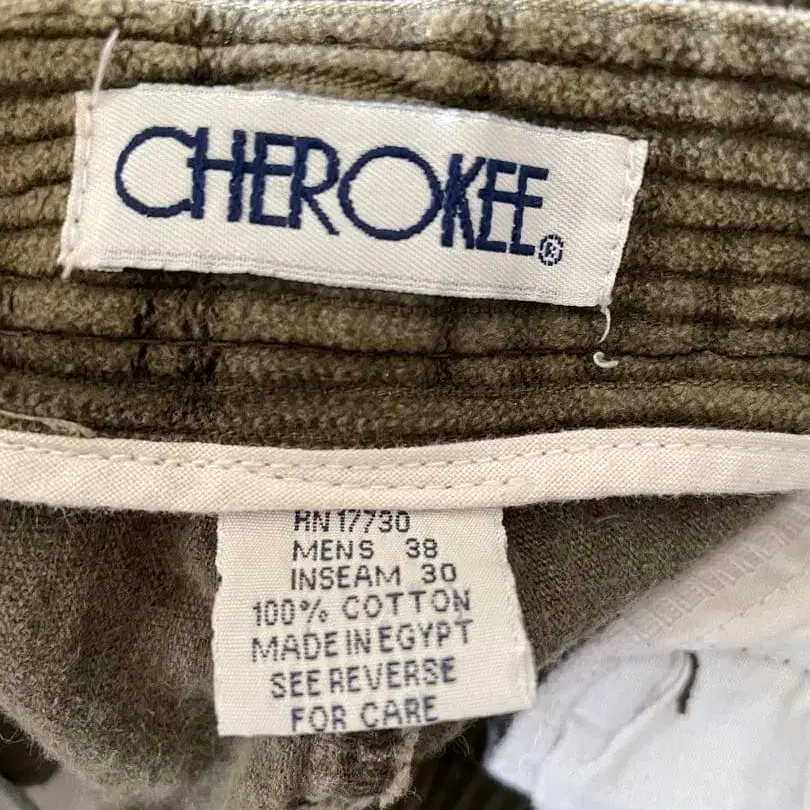 CHEROKEE®
RN 17730
MENS 38
INSEAM 30
100% COTTON
MADE IN EGYPT
SEE REVERSE
FOR CARE